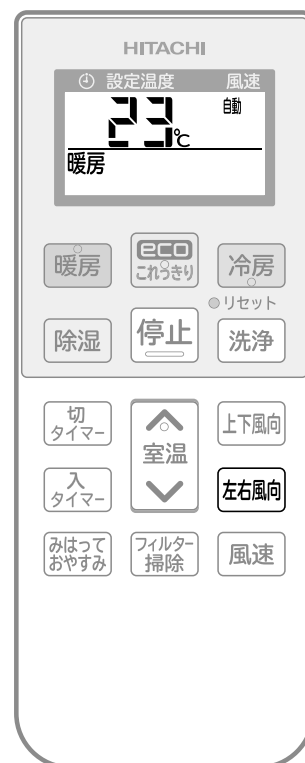 HITACHI
設定温度 風速
23℃ 自動
暖房
暖房 eco これっきり 冷房
リセット
除湿 停止 洗浄
切タイマー 室温 上下風向
入タイマー 左右風向
みはっておやすみ フィルター掃除 風速